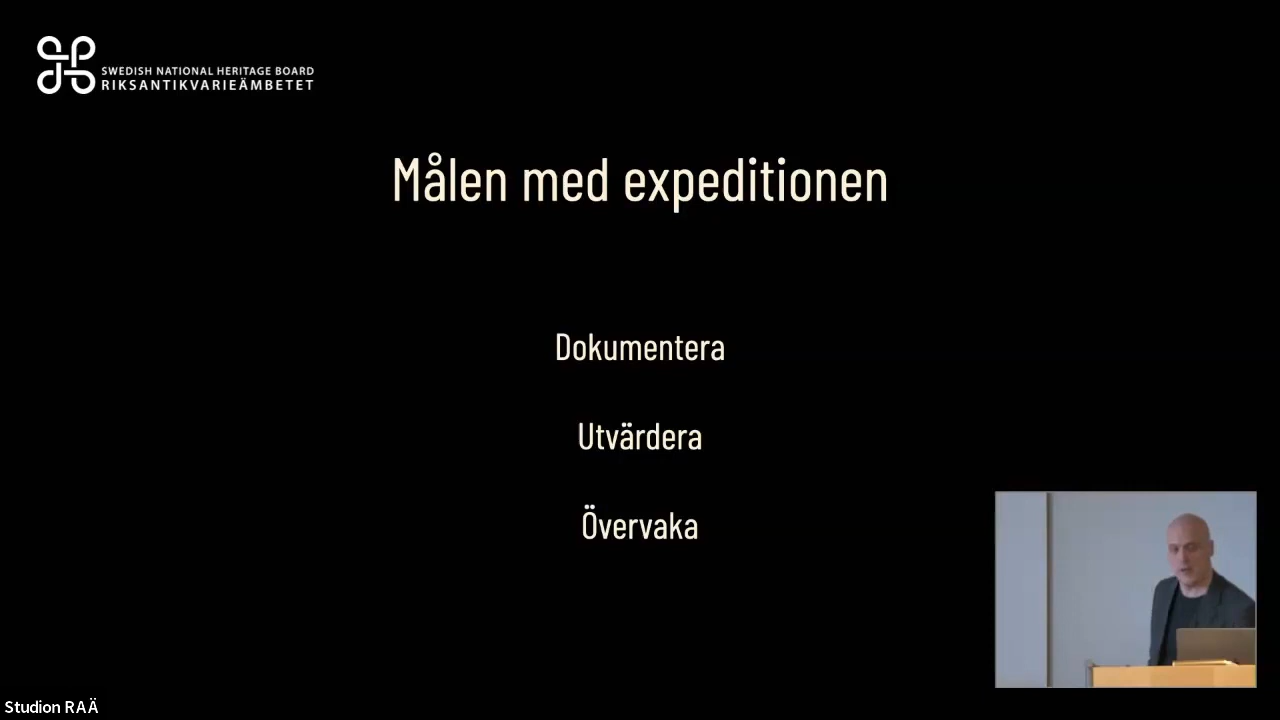 SWEDISH NATIONAL HERITAGE BOARD
RIKSANTIKVARIEÄMBETET
Målen med expeditionen
Dokumentera
Utvärdera
Övervaka
Studion RAÄ